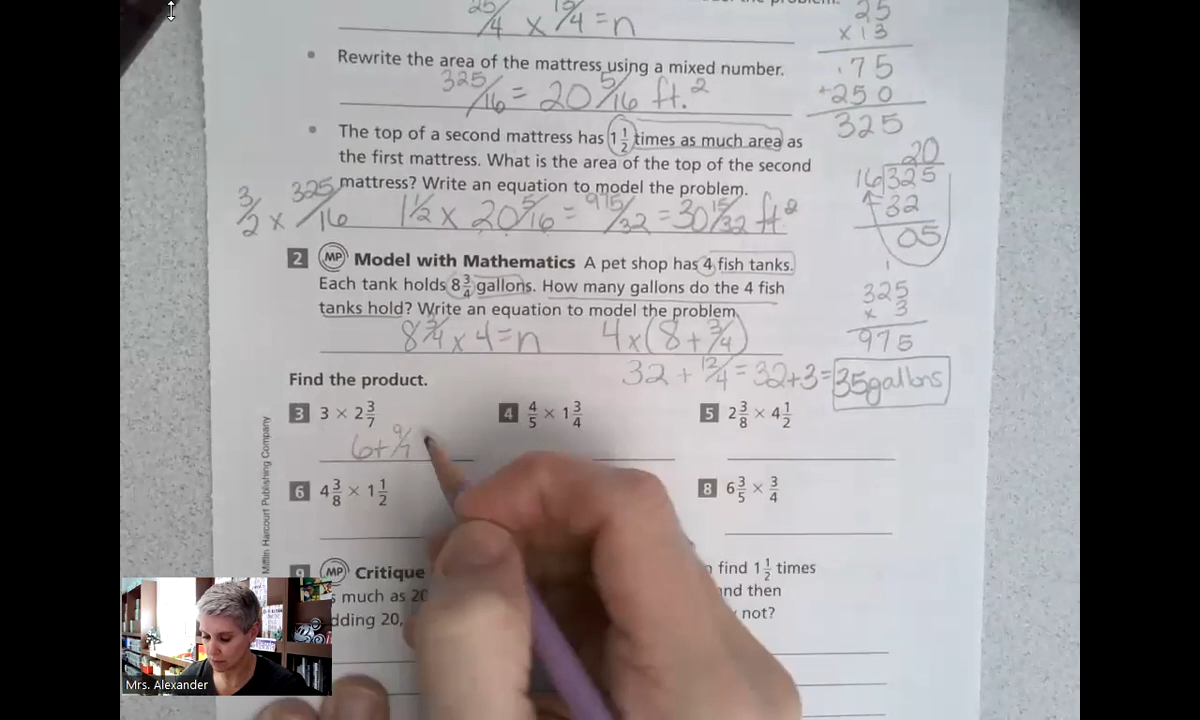 25/4 x 13/4 = n
25
x 13
• Rewrite the area of the mattress using a mixed number.
75
325/16 = 20 5/16 ft.²
+250
325
• The top of a second mattress has 1 1/2 times as much area as
the first mattress. What is the area of the top of the second
mattress? Write an equation to model the problem.
20
16 325
32
05
3/2 x 325/16 1 1/2 x 20 5/16 = 975/32 = 30 15/32 ft²
2 MP Model with Mathematics A pet shop has 4 fish tanks.
Each tank holds 8 3/4 gallons. How many gallons do the 4 fish
tanks hold? Write an equation to model the problem.
1
325
x 3
975
8 3/4 x 4 = n 4 x (8 + 3/4)
32 + 12/4 = 32 + 3 = 35 gallons
Find the product.
3 3 × 2 3/7 4 4/5 × 1 3/4 5 2 3/8 × 4 1/2
6 + 9/7
6 4 3/8 × 1 1/2 8 6 3/5 × 3/4
9 MP Critique find 1 1/2 times
much as 20 and then
dding 20, not?
Mifflin Harcourt Publishing Company
Mrs. Alexander